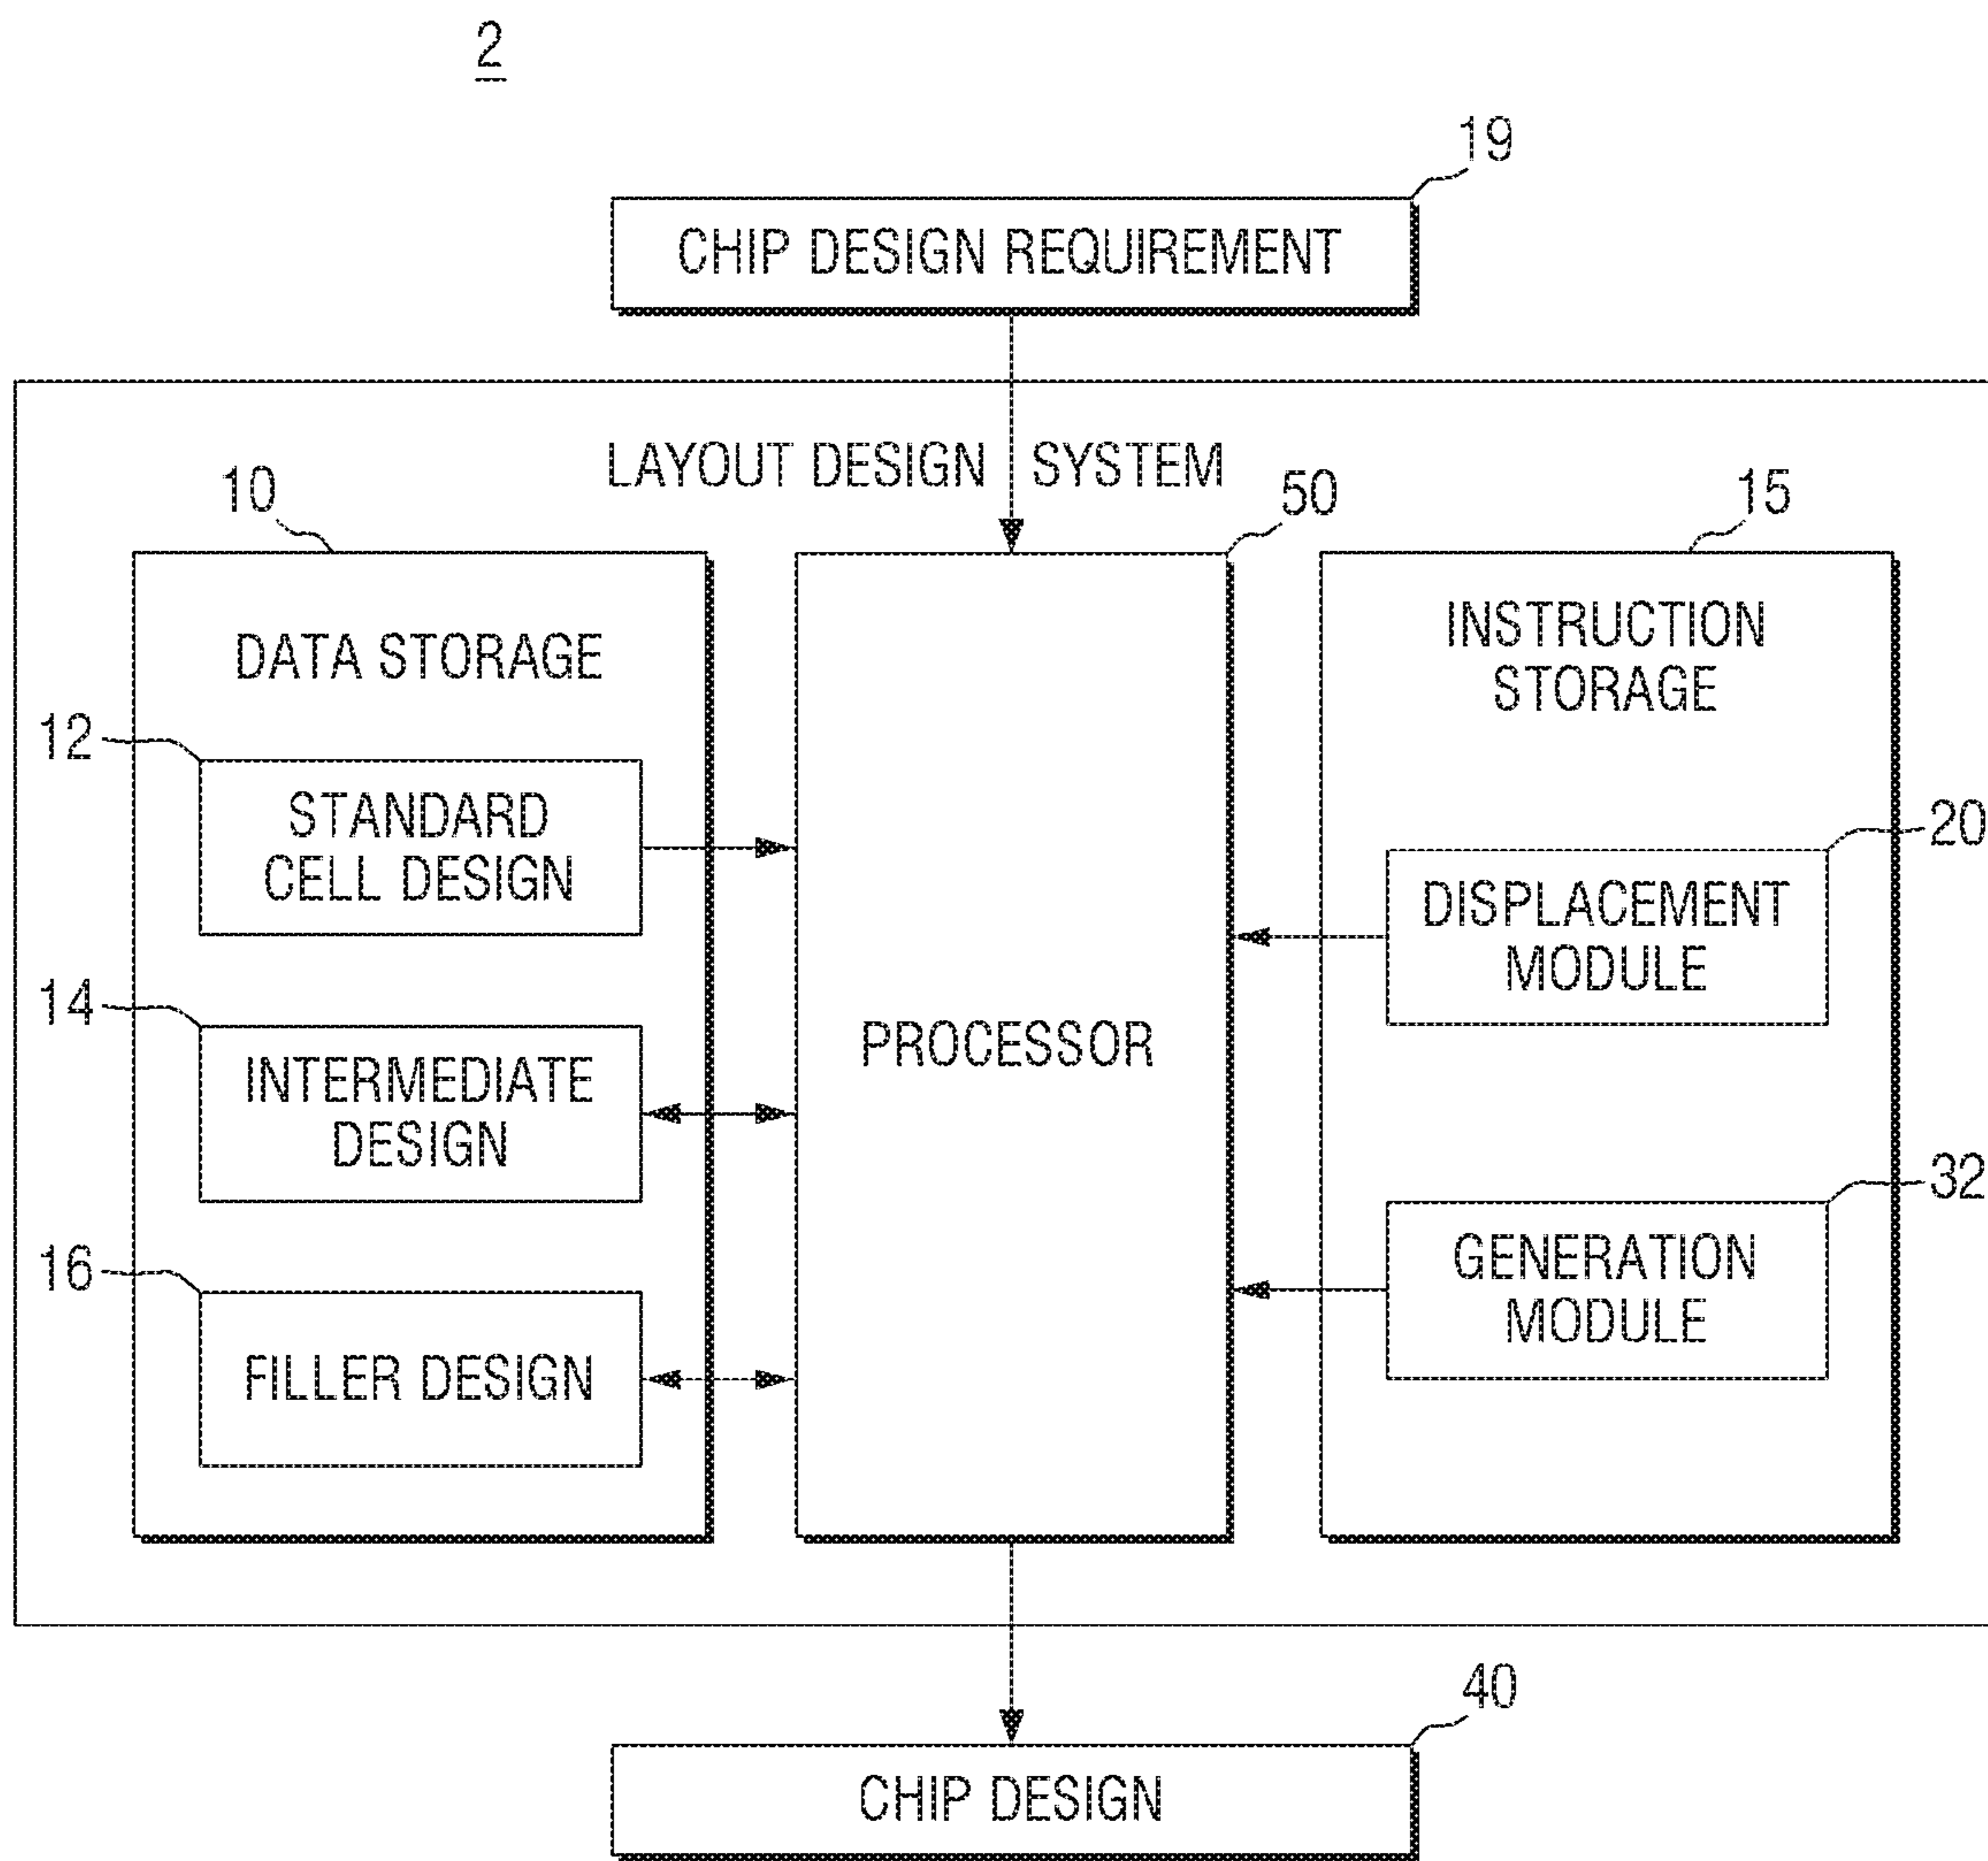 2
19
CHIP DESIGN REQUIREMENT
LAYOUT DESIGN SYSTEM
10
50
15
DATA STORAGE
INSTRUCTION
STORAGE
12
STANDARD
CELL DESIGN
20
DISPLACEMENT
MODULE
14
INTERMEDIATE
DESIGN
PROCESSOR
32
GENERATION
MODULE
16
FILLER DESIGN
40
CHIP DESIGN